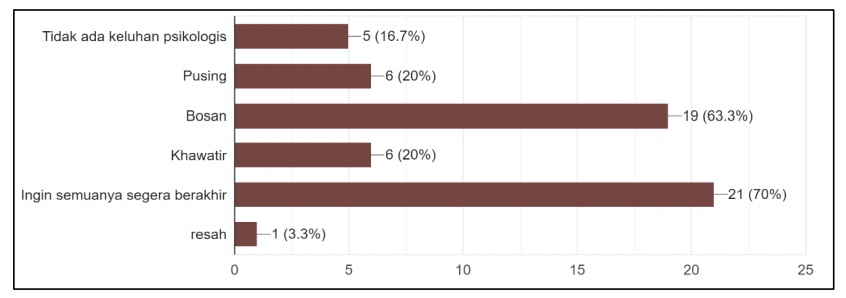 Tidak ada keluhan psikologis 5 (16.7%)
Pusing 6 (20%)
Bosan 19 (63.3%)
Khawatir 6 (20%)
Ingin semuanya segera berakhir 21 (70%)
resah 1 (3.3%)
0 5 10 15 20 25